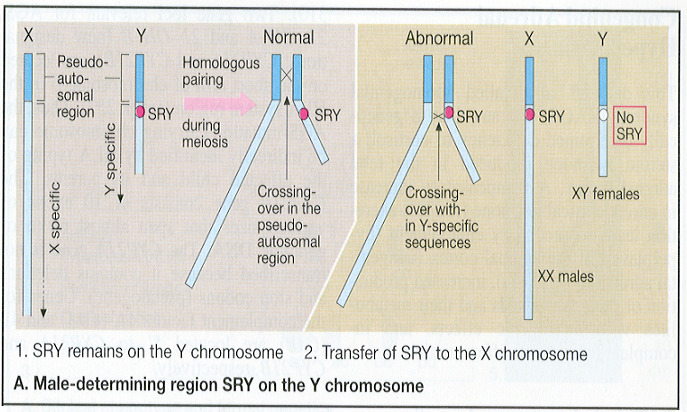 X
Y
Pseudo-
auto-
somal
region
SRY
X specific
Y specific
Homologous
pairing
during
meiosis
Normal
SRY
Crossing-
over in the
pseudo-
autosomal
region
Abnormal
SRY
Crossing-
over with-
in Y-specific
sequences
X
SRY
XX males
Y
No
SRY
XY females
1. SRY remains on the Y chromosome
2. Transfer of SRY to the X chromosome
A. Male-determining region SRY on the Y chromosome